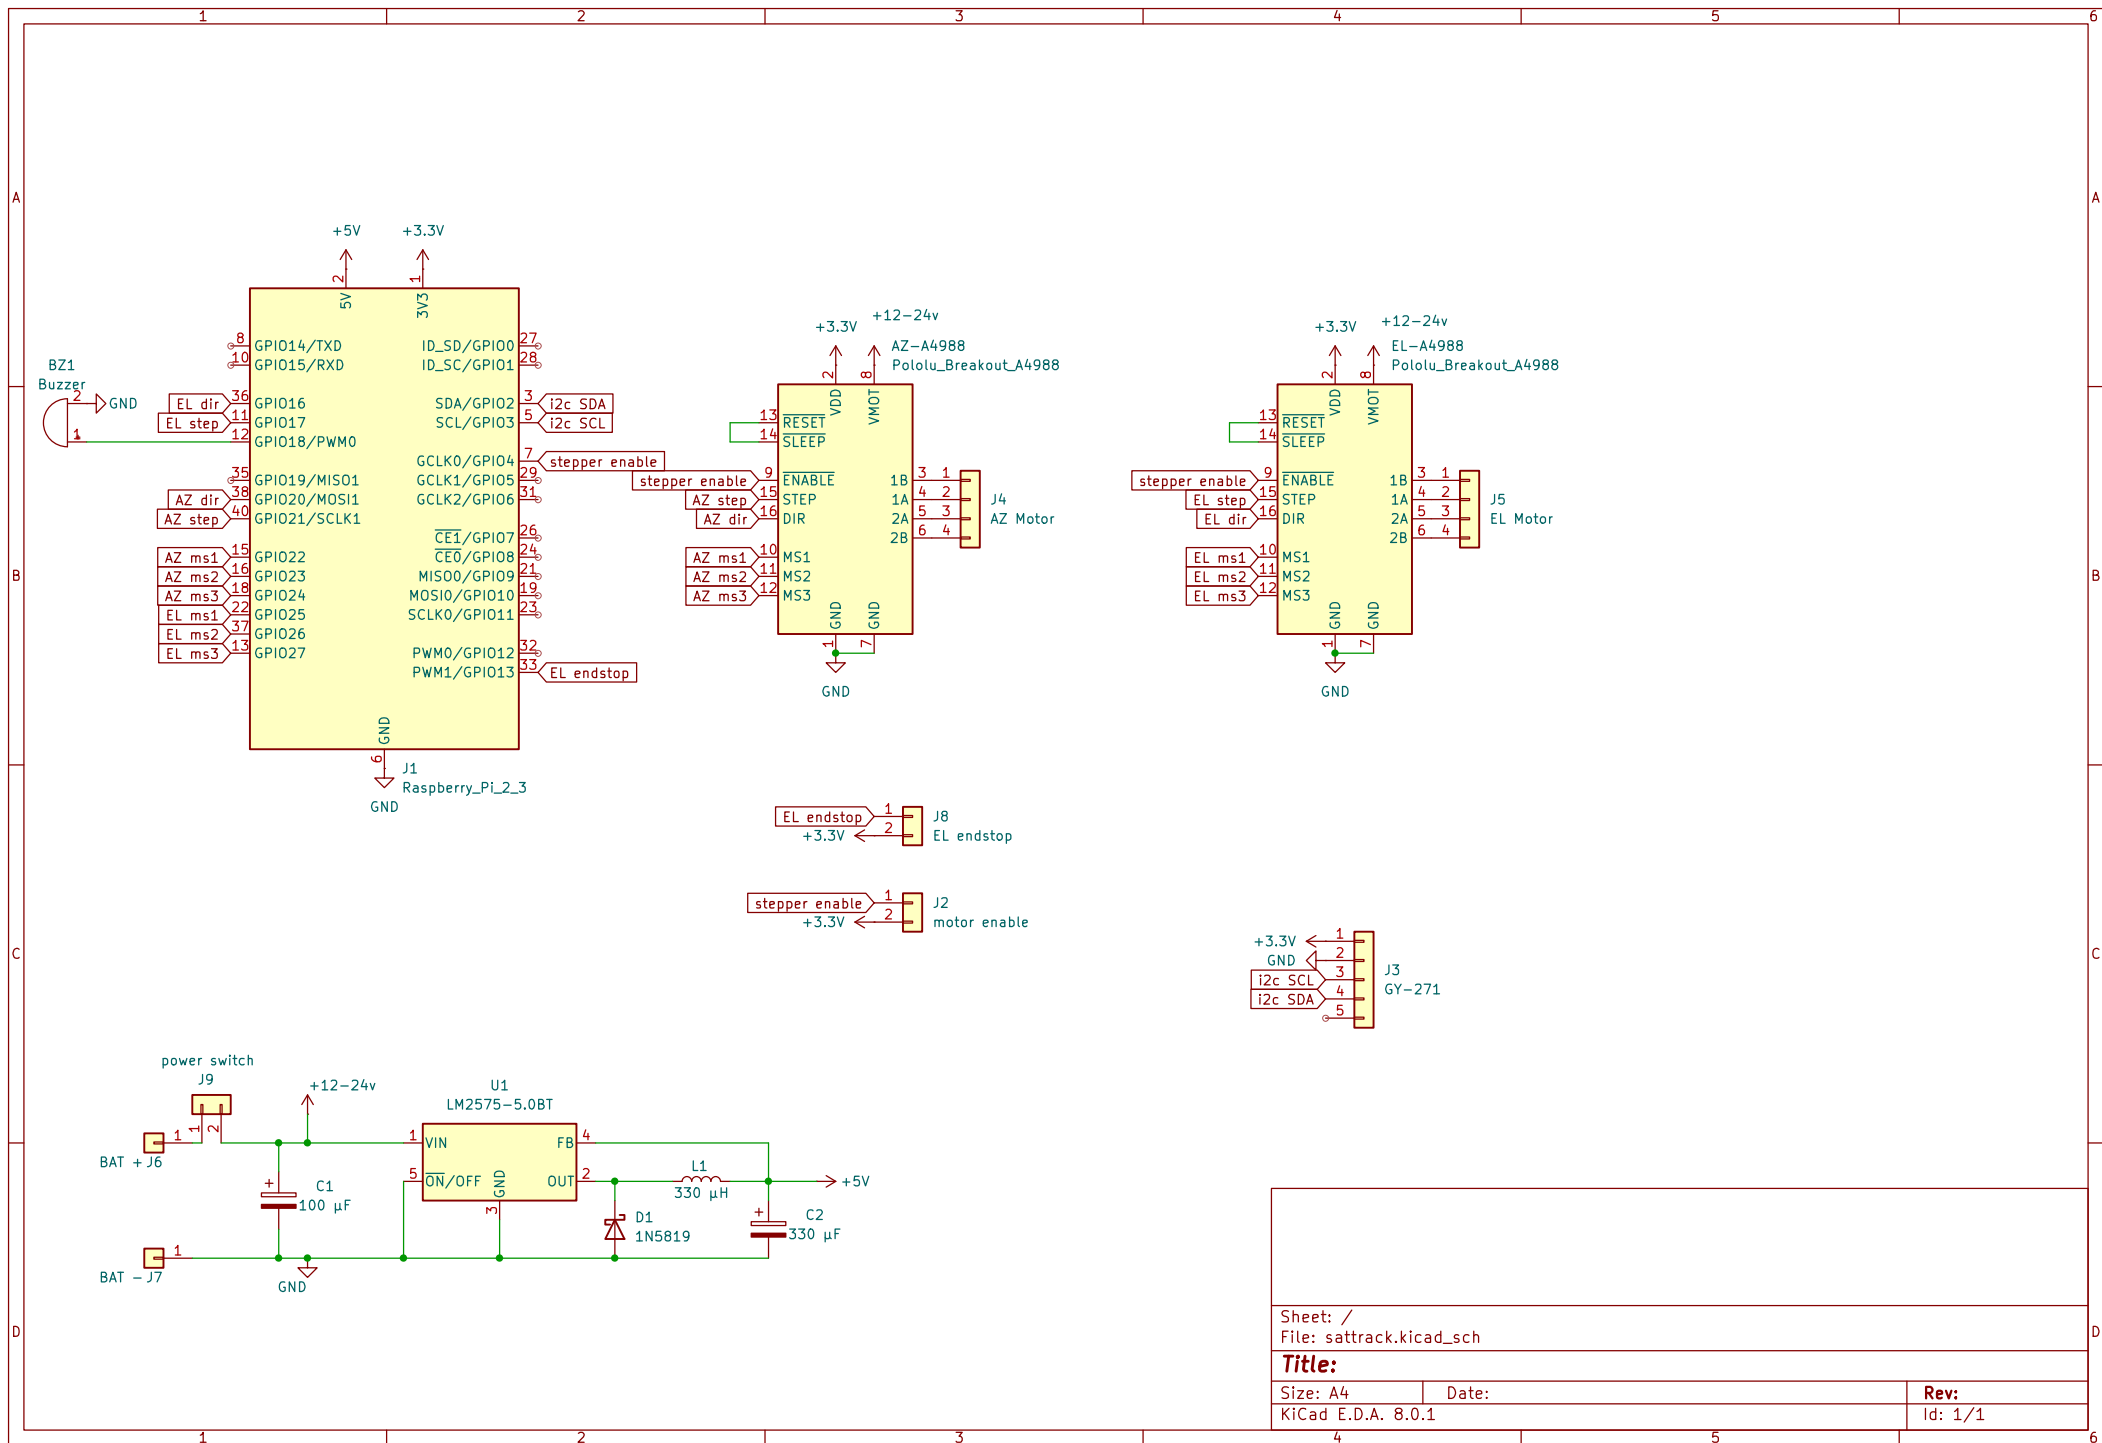 1 2 3 4 5 6
A A
B B
C C
D D
+5V +3.3V
2 1
5V 3V3
8 GPIO14/TXD ID_SD/GPIO0 27
10 GPIO15/RXD ID_SC/GPIO1 28
BZ1
Buzzer
2 GND
1
EL dir 36 GPIO16 SDA/GPIO2 3 i2c SDA
EL step 11 GPIO17 SCL/GPIO3 5 i2c SCL
12 GPIO18/PWM0
GCLK0/GPIO4 7 stepper enable
35 GPIO19/MISO1 GCLK1/GPIO5 29
AZ dir 38 GPIO20/MOSI1 GCLK2/GPIO6 31
AZ step 40 GPIO21/SCLK1
CE1/GPIO7 26
AZ ms1 15 GPIO22 CE0/GPIO8 24
AZ ms2 16 GPIO23 MISO0/GPIO9 21
AZ ms3 18 GPIO24 MOSI0/GPIO10 19
EL ms1 22 GPIO25 SCLK0/GPIO11 23
EL ms2 37 GPIO26
EL ms3 13 GPIO27 PWM0/GPIO12 32
PWM1/GPIO13 33 EL endstop
GND
6
J1
Raspberry_Pi_2_3
GND
+12-24v
+3.3V
AZ-A4988
Pololu_Breakout_A4988
2 8
VDD VMOT
13 RESET
14 SLEEP
stepper enable 9 ENABLE 1B 3 1
AZ step 15 STEP 1A 4 2 J4
AZ dir 16 DIR 2A 5 3 AZ Motor
2B 6 4
AZ ms1 10 MS1
AZ ms2 11 MS2
AZ ms3 12 MS3
GND GND
1 7
GND
+12-24v
+3.3V
EL-A4988
Pololu_Breakout_A4988
2 8
VDD VMOT
13 RESET
14 SLEEP
stepper enable 9 ENABLE 1B 3 1
EL step 15 STEP 1A 4 2 J5
EL dir 16 DIR 2A 5 3 EL Motor
2B 6 4
EL ms1 10 MS1
EL ms2 11 MS2
EL ms3 12 MS3
GND GND
1 7
GND
EL endstop 1 J8
+3.3V 2 EL endstop
stepper enable 1 J2
+3.3V 2 motor enable
+3.3V 1
GND 2
i2c SCL 3 J3
i2c SDA 4 GY-271
5
power switch
J9
1 2
+12-24v
BAT + J6 1
C1
100 µF
+
BAT - J7 1
GND
U1
LM2575-5.0BT
1 VIN FB 4
5 ON/OFF GND OUT 2
3
L1
330 µH
+5V
D1
1N5819
+
C2
330 µF
Sheet: /
File: sattrack.kicad_sch
Title:
Size: A4 Date: Rev:
KiCad E.D.A. 8.0.1 Id: 1/1
1 2 3 4 5 6